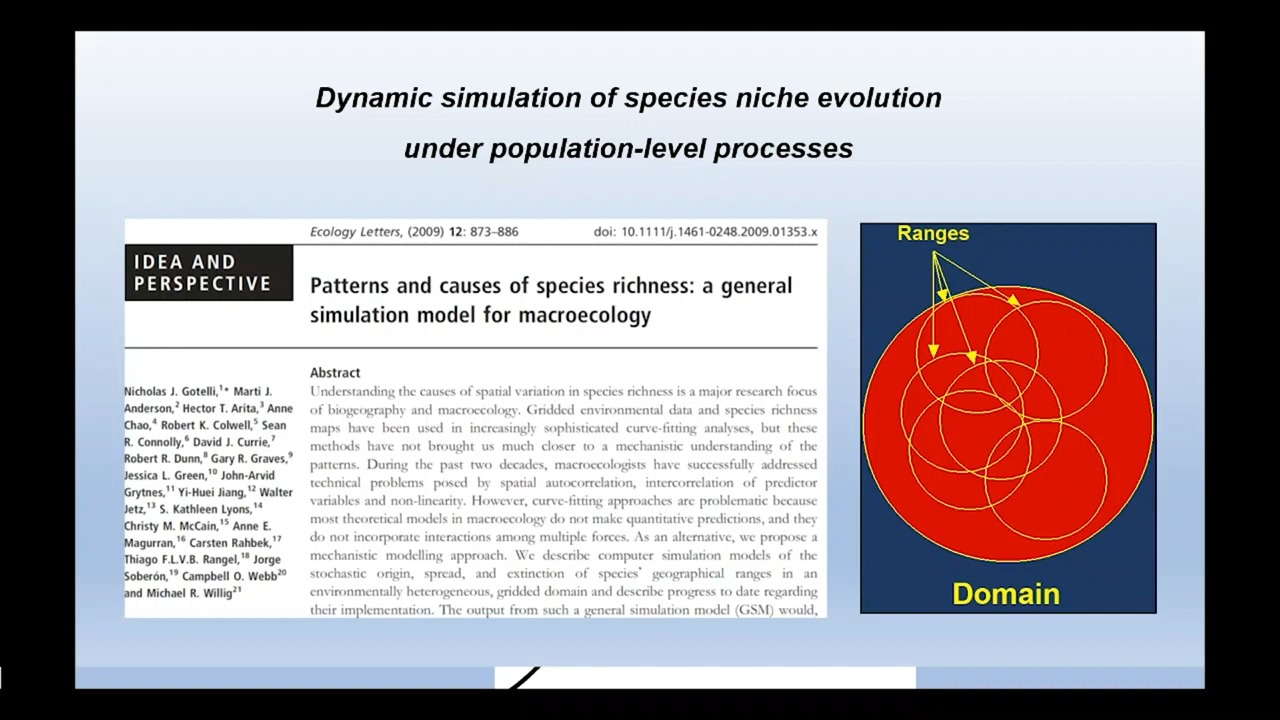 Dynamic simulation of species niche evolution
under population-level processes
Ecology Letters, (2009) 12: 873–886
doi: 10.1111/j.1461-0248.2009.01353.x
IDEA AND
PERSPECTIVE
Patterns and causes of species richness: a general
simulation model for macroecology
Nicholas J. Gotelli,1* Marti J.
Anderson,2 Hector T. Arita,3 Anne
Chao,4 Robert K. Colwell,5 Sean
R. Connolly,6 David J. Currie,7
Robert R. Dunn,8 Gary R. Graves,9
Jessica L. Green,10 John-Arvid
Grytnes,11 Yi-Huei Jiang,12 Walter
Jetz,13 S. Kathleen Lyons,14
Christy M. McCain,15 Anne E.
Magurran,16 Carsten Rahbek,17
Thiago F.L.V.B. Rangel,18 Jorge
Soberón,19 Campbell O. Webb20
and Michael R. Willig21
Abstract
Understanding the causes of spatial variation in species richness is a major research focus
of biogeography and macroecology. Gridded environmental data and species richness
maps have been used in increasingly sophisticated curve-fitting analyses, but these
methods have not brought us much closer to a mechanistic understanding of the
patterns. During the past two decades, macroecologists have successfully addressed
technical problems posed by spatial autocorrelation, intercorrelation of predictor
variables and non-linearity. However, curve-fitting approaches are problematic because
most theoretical models in macroecology do not make quantitative predictions, and they
do not incorporate interactions among multiple forces. As an alternative, we propose a
mechanistic modelling approach. We describe computer simulation models of the
stochastic origin, spread, and extinction of species' geographical ranges in an
environmentally heterogeneous, gridded domain and describe progress to date regarding
their implementation. The output from such a general simulation model (GSM) would,
Ranges
Domain